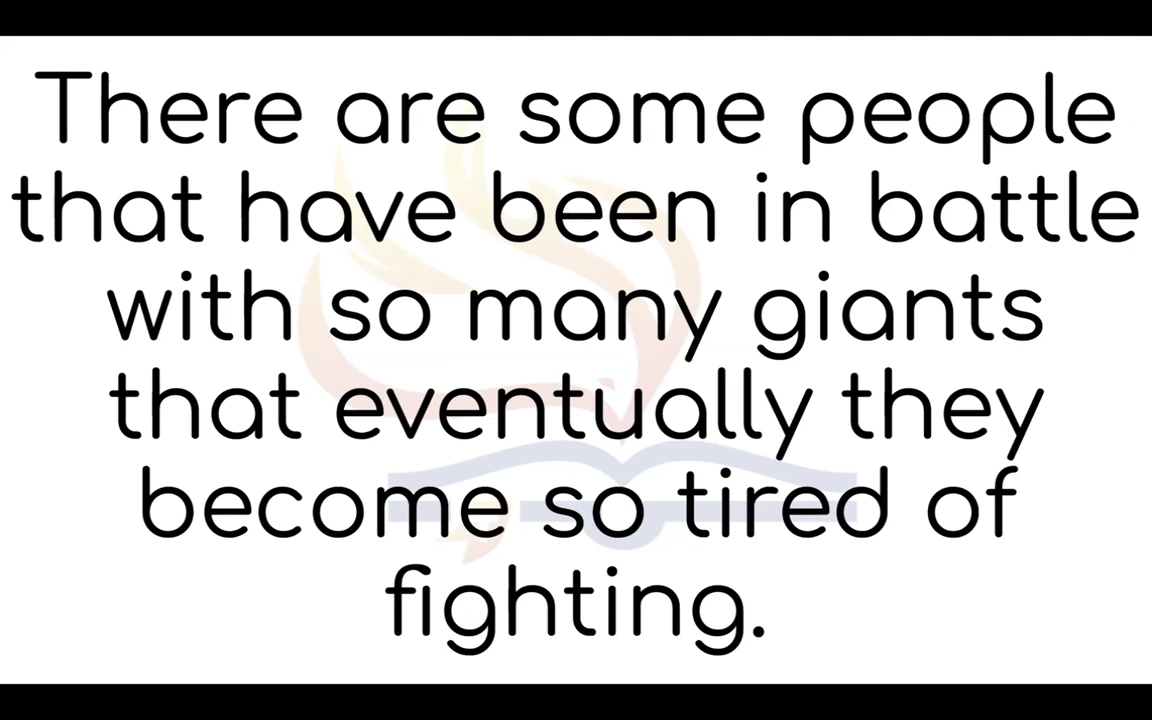 There are some people
that have been in battle
with so many giants
that eventually they
become so tired of
fighting.